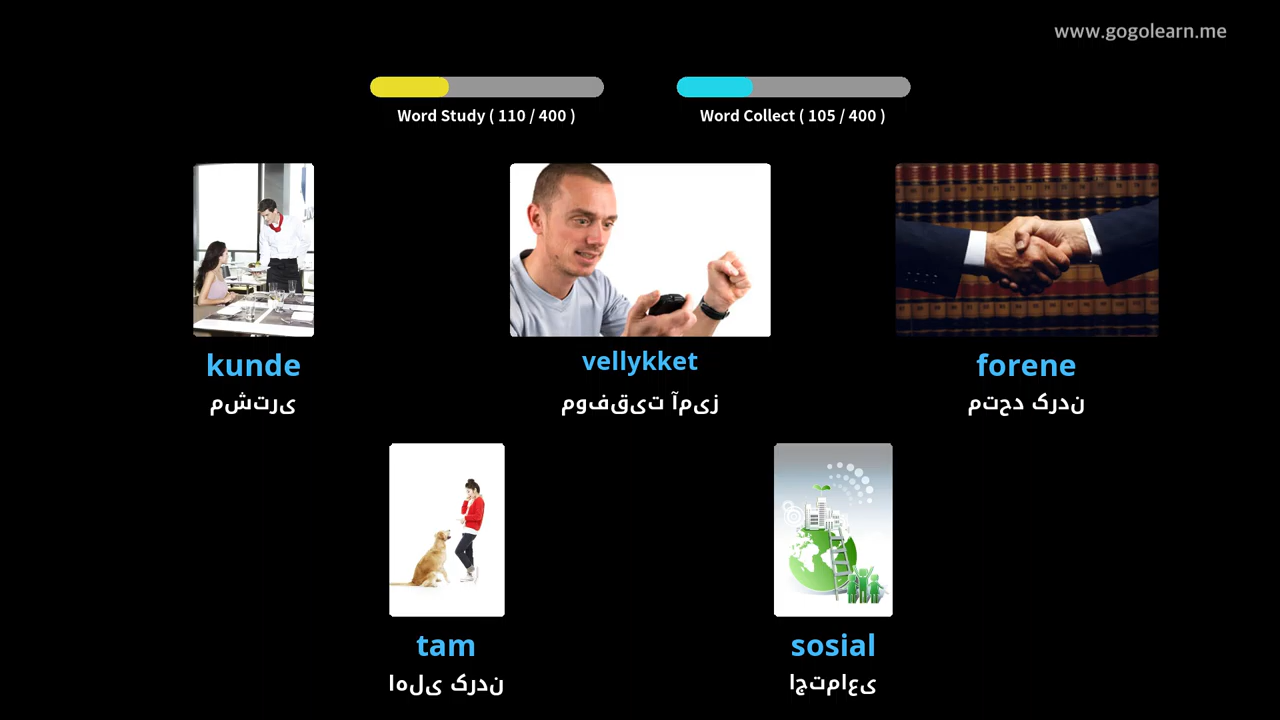 www.gogolearn.me
Word Study ( 110 / 400 )
Word Collect ( 105 / 400 )
kunde
مشتری
vellykket
موفقیت آمیز
forene
متحد کردن
tam
اهلی کردن
sosial
اجتماعی